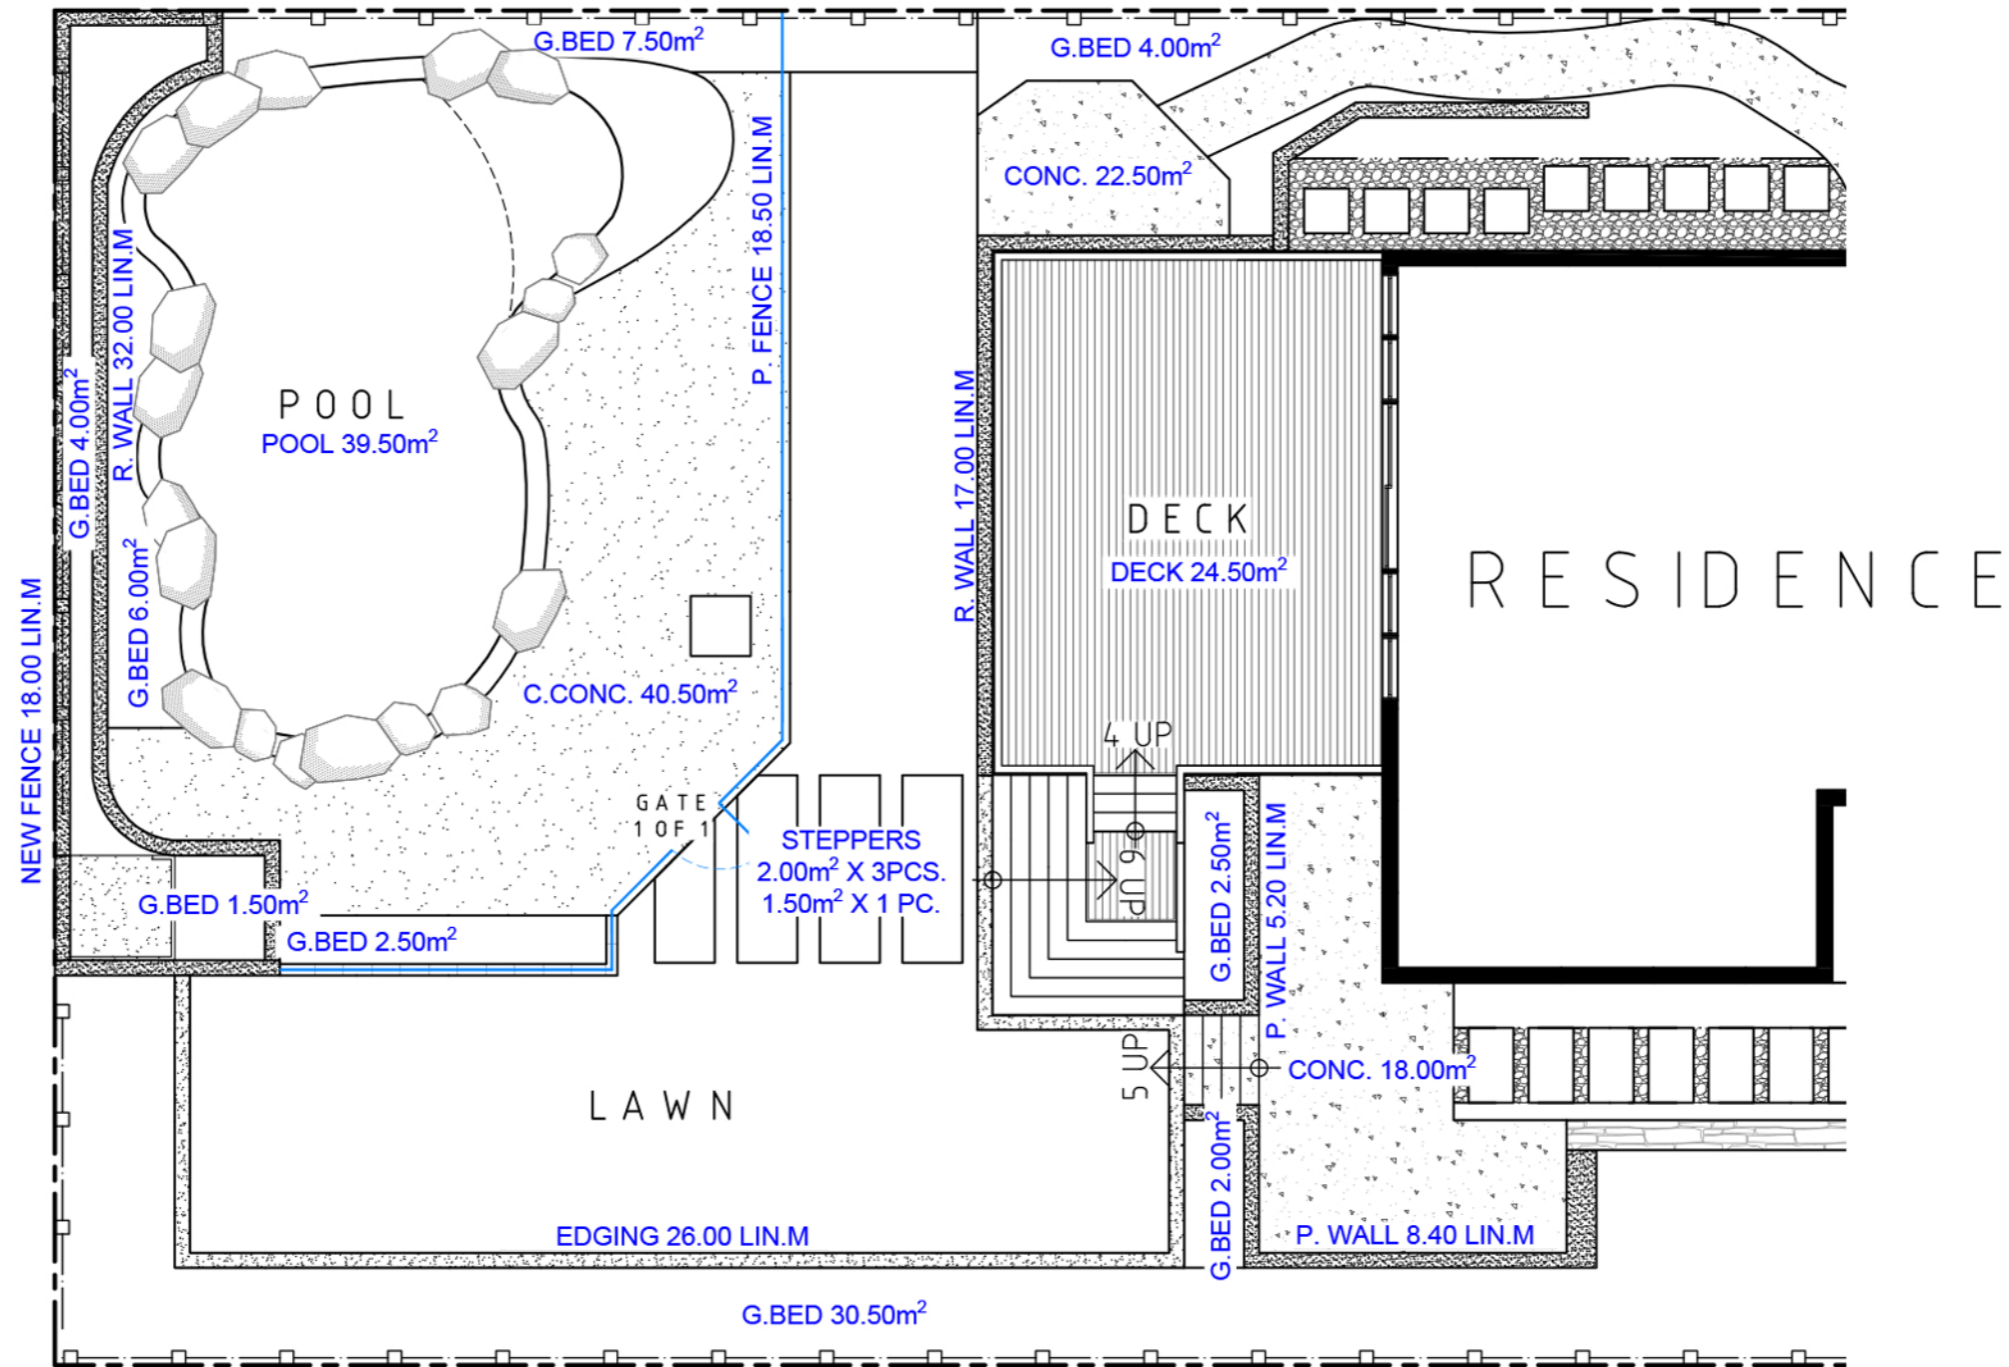 G.BED 7.50m²
G.BED 4.00m²
CONC. 22.50m²
P. FENCE 18.50 LIN.M
R. WALL 32.00 LIN.M
G.BED 4.00m²
POOL
POOL 39.50m²
R. WALL 17.00 LIN.M
DECK
DECK 24.50m²
RESIDENCE
G.BED 6.00m²
NEW FENCE 18.00 LIN.M
C.CONC. 40.50m²
4 UP
GATE
1 OF 1
STEPPERS
2.00m² X 3PCS.
1.50m² X 1 PC.
6 UP
G.BED 2.50m²
P. WALL 5.20 LIN.M
G.BED 1.50m²
G.BED 2.50m²
5 UP
CONC. 18.00m²
LAWN
G.BED 2.00m²
EDGING 26.00 LIN.M
P. WALL 8.40 LIN.M
G.BED 30.50m²